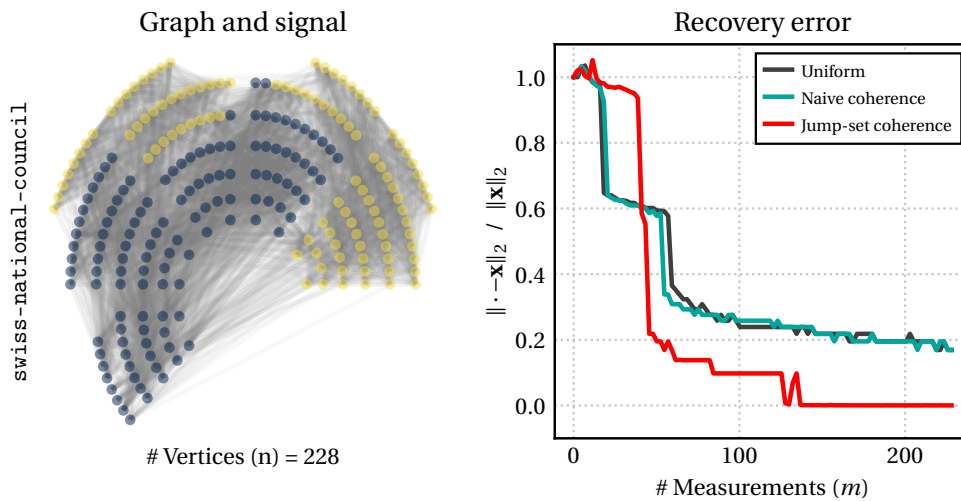 Graph and signal
swiss-national-council
# Vertices (n) = 228
Recovery error
Uniform
Naive coherence
Jump-set coherence
‖ · −𝐱‖₂ / ‖𝐱‖₂
1.0
0.8
0.6
0.4
0.2
0.0
0 100 200
# Measurements (m)